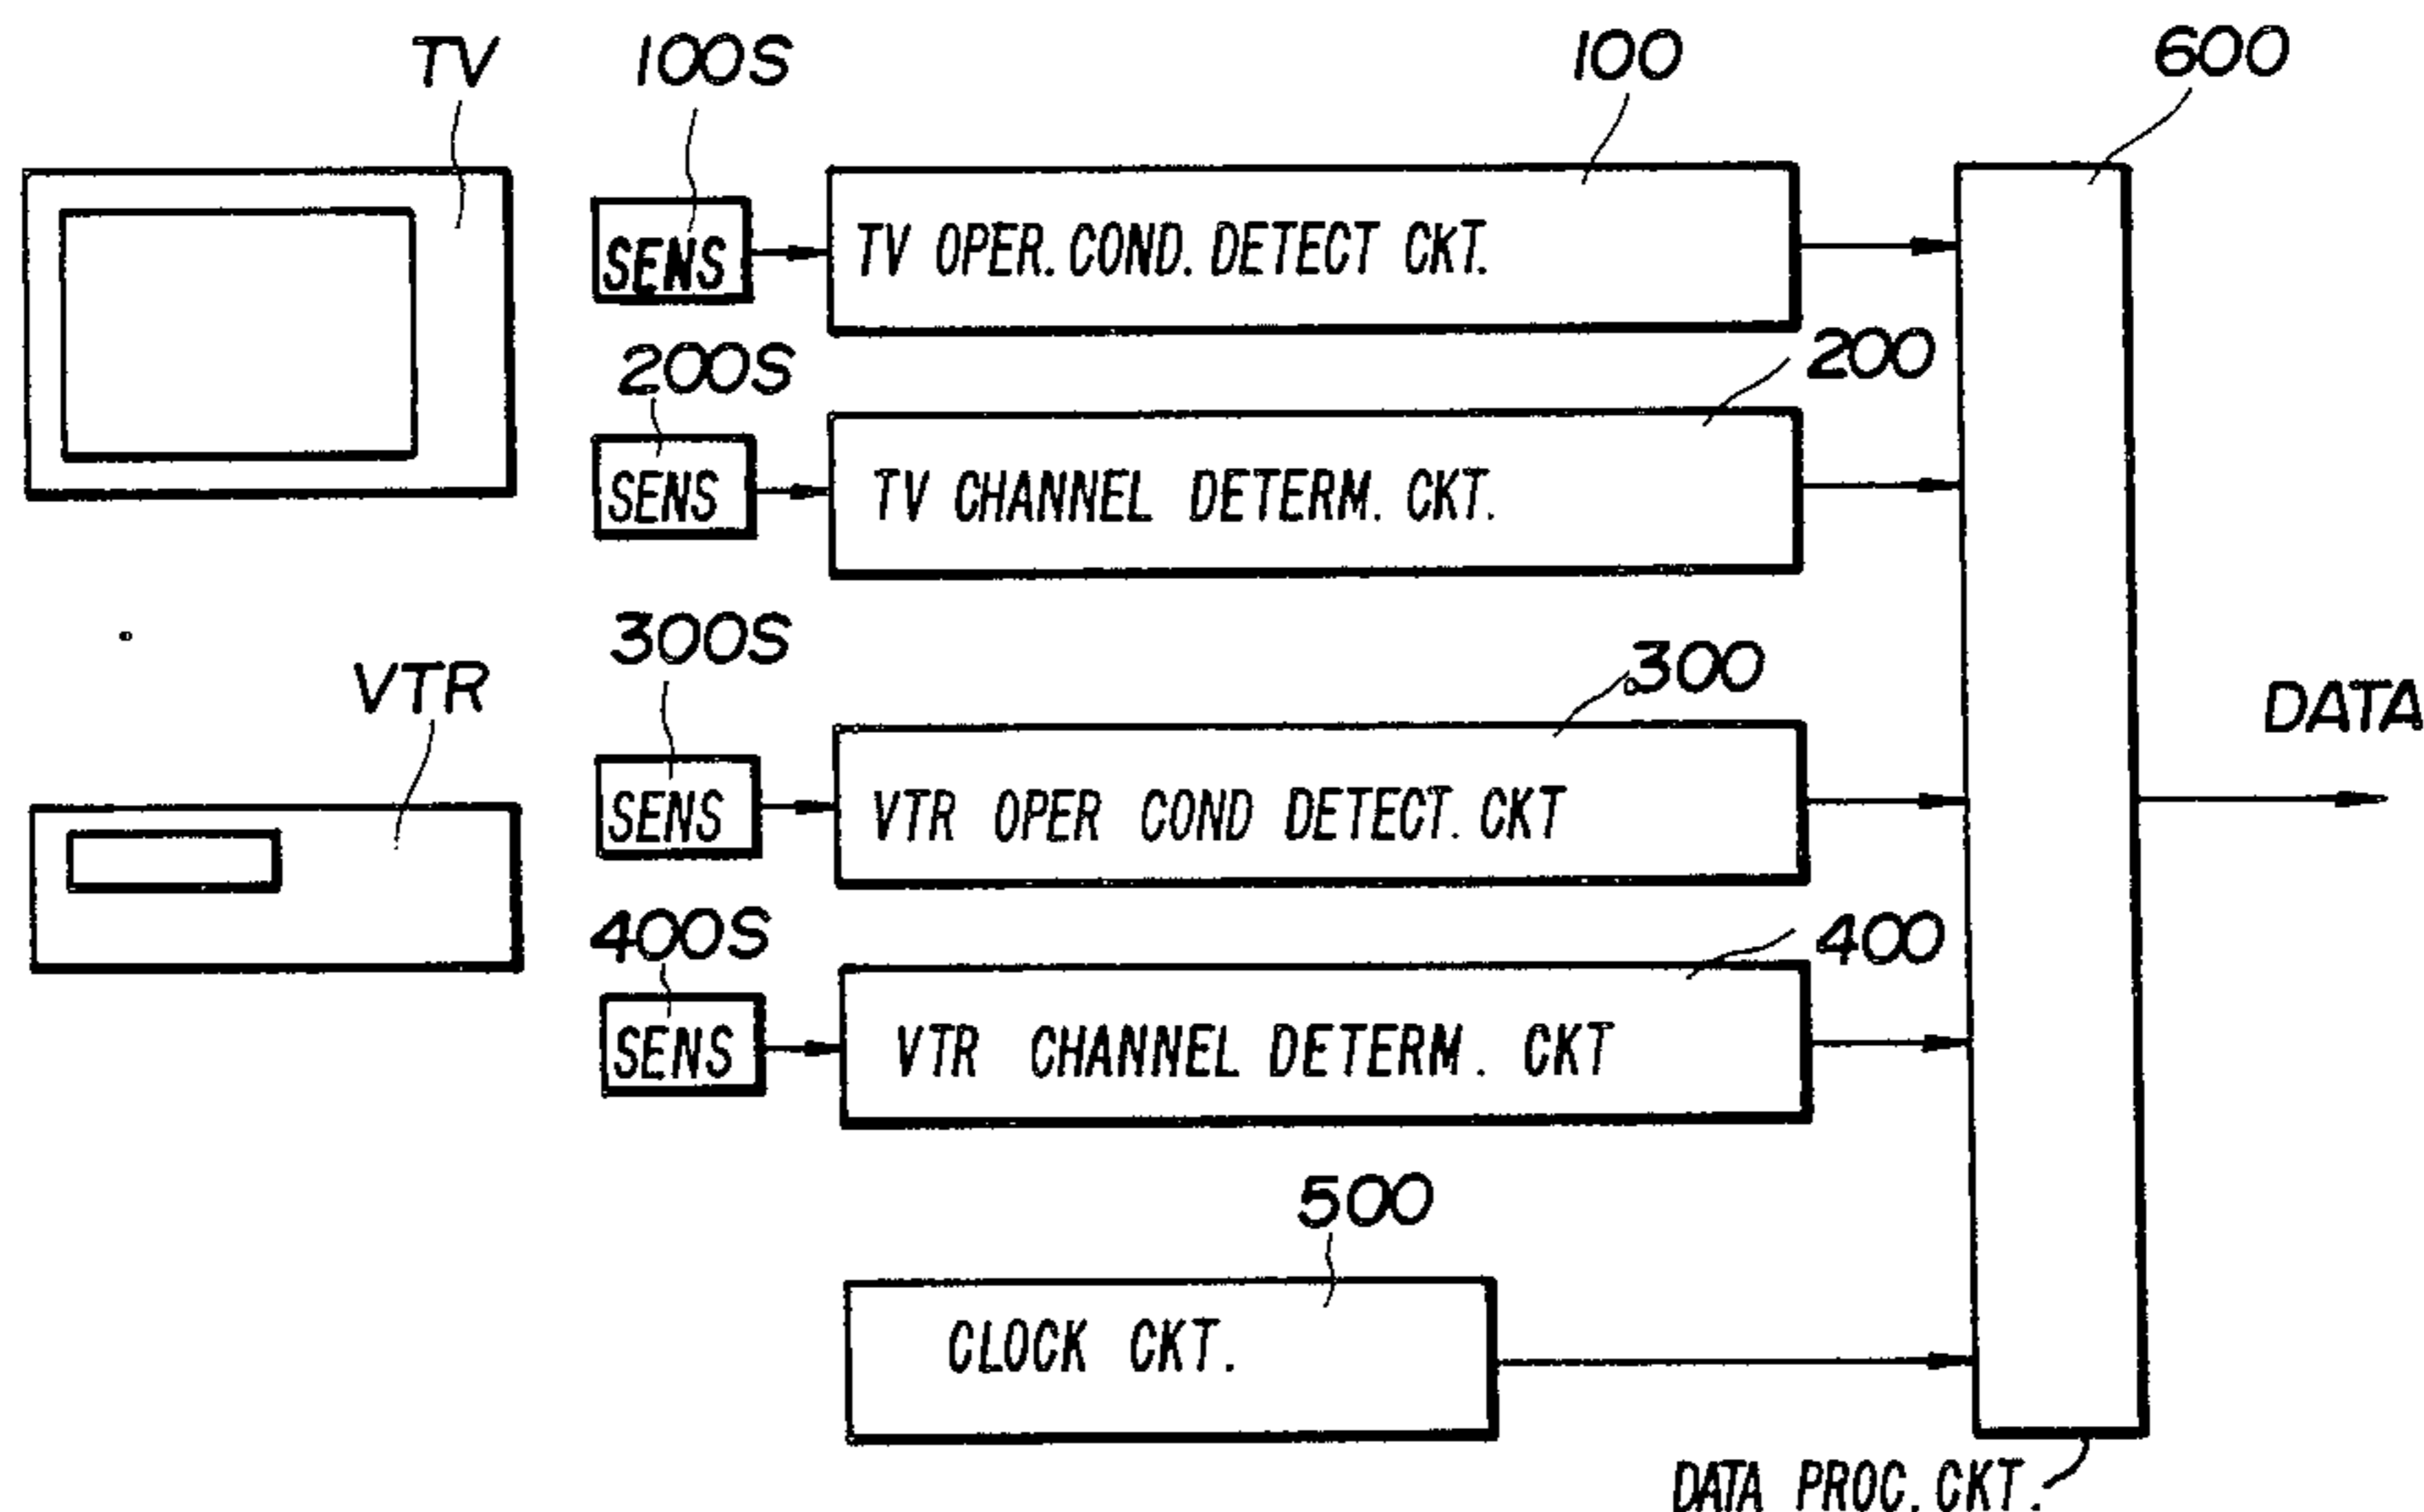 TV
100S
100
600
SENS
TV OPER. COND. DETECT CKT.
200S
200
SENS
TV CHANNEL DETERM. CKT.
300S
300
VTR
DATA
SENS
VTR OPER COND DETECT. CKT
400S
400
SENS
VTR CHANNEL DETERM. CKT
500
CLOCK CKT.
DATA PROC. CKT.